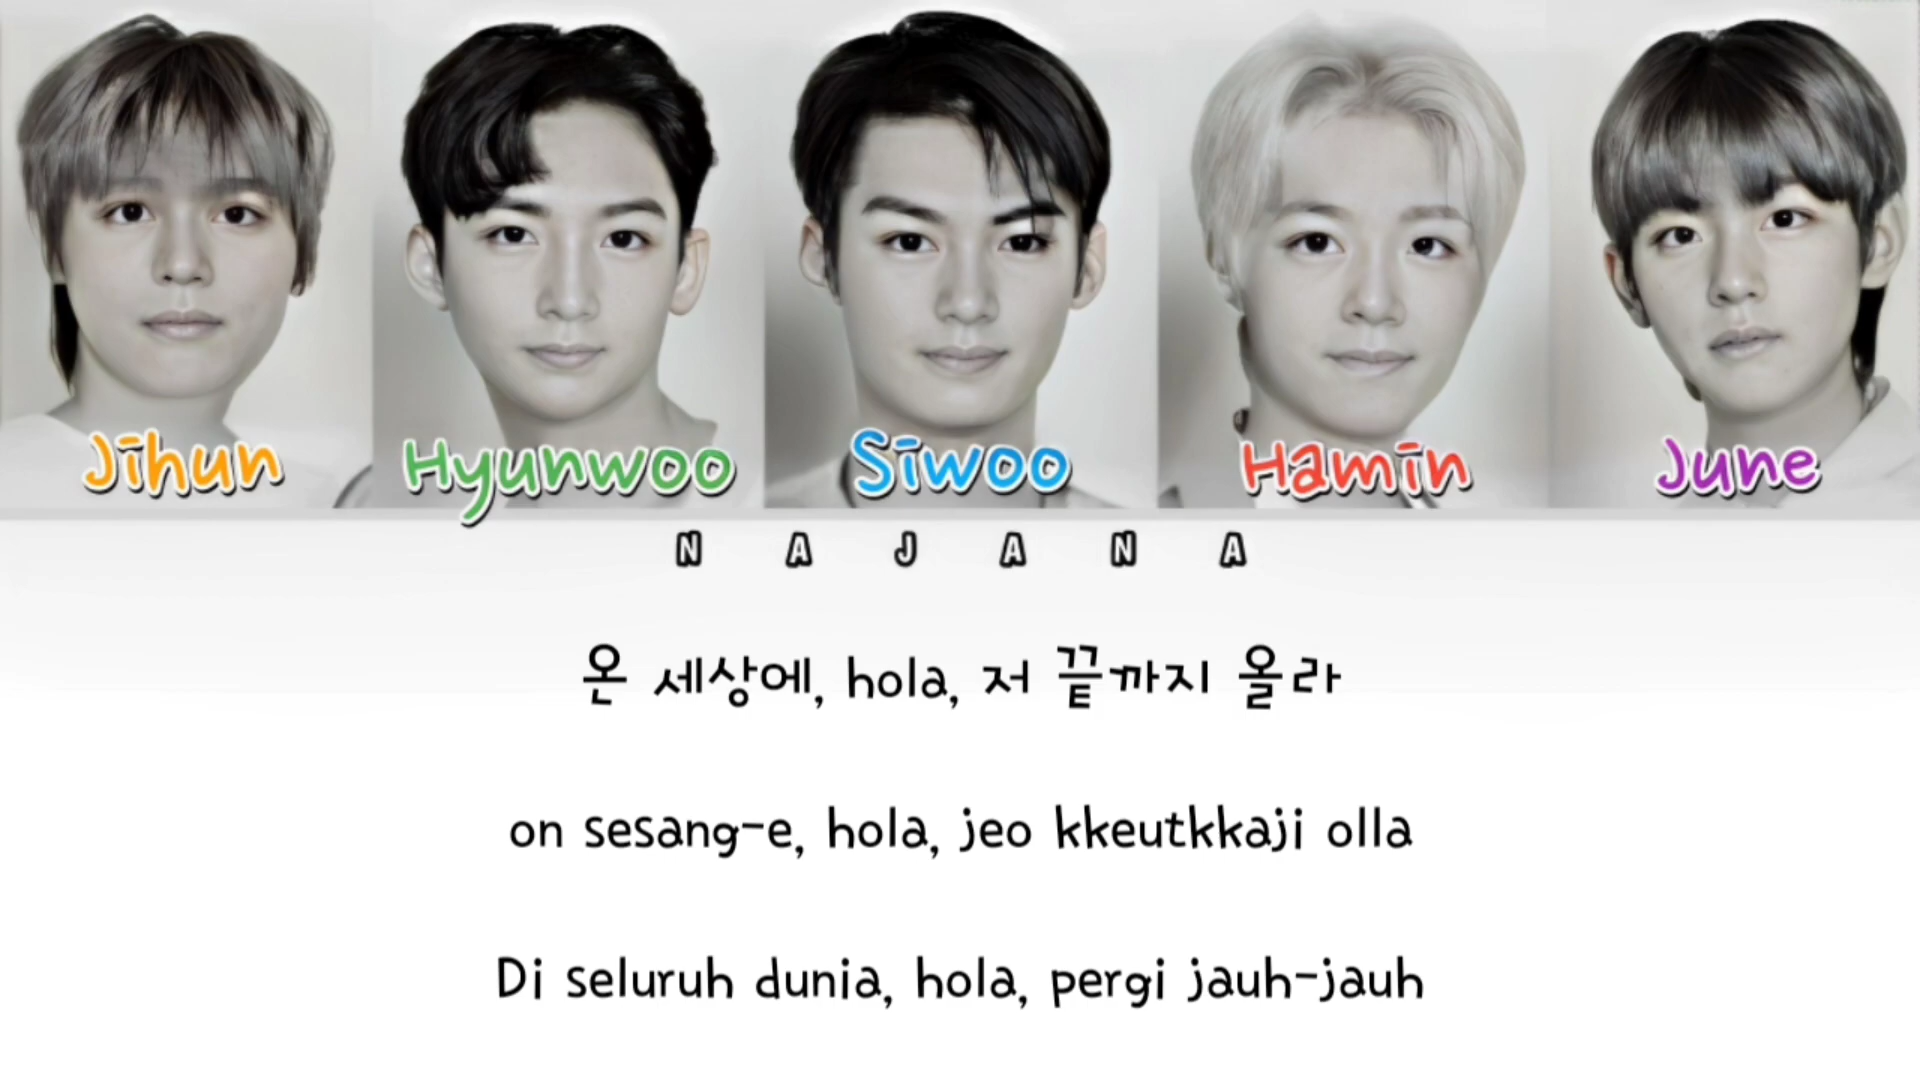 Jihun Hyunwoo Siwoo Hamin June
N A J A N A
온 세상에, hola, 저 끝까지 올라
on sesang-e, hola, jeo kkeutkkaji olla
Di seluruh dunia, hola, pergi jauh-jauh